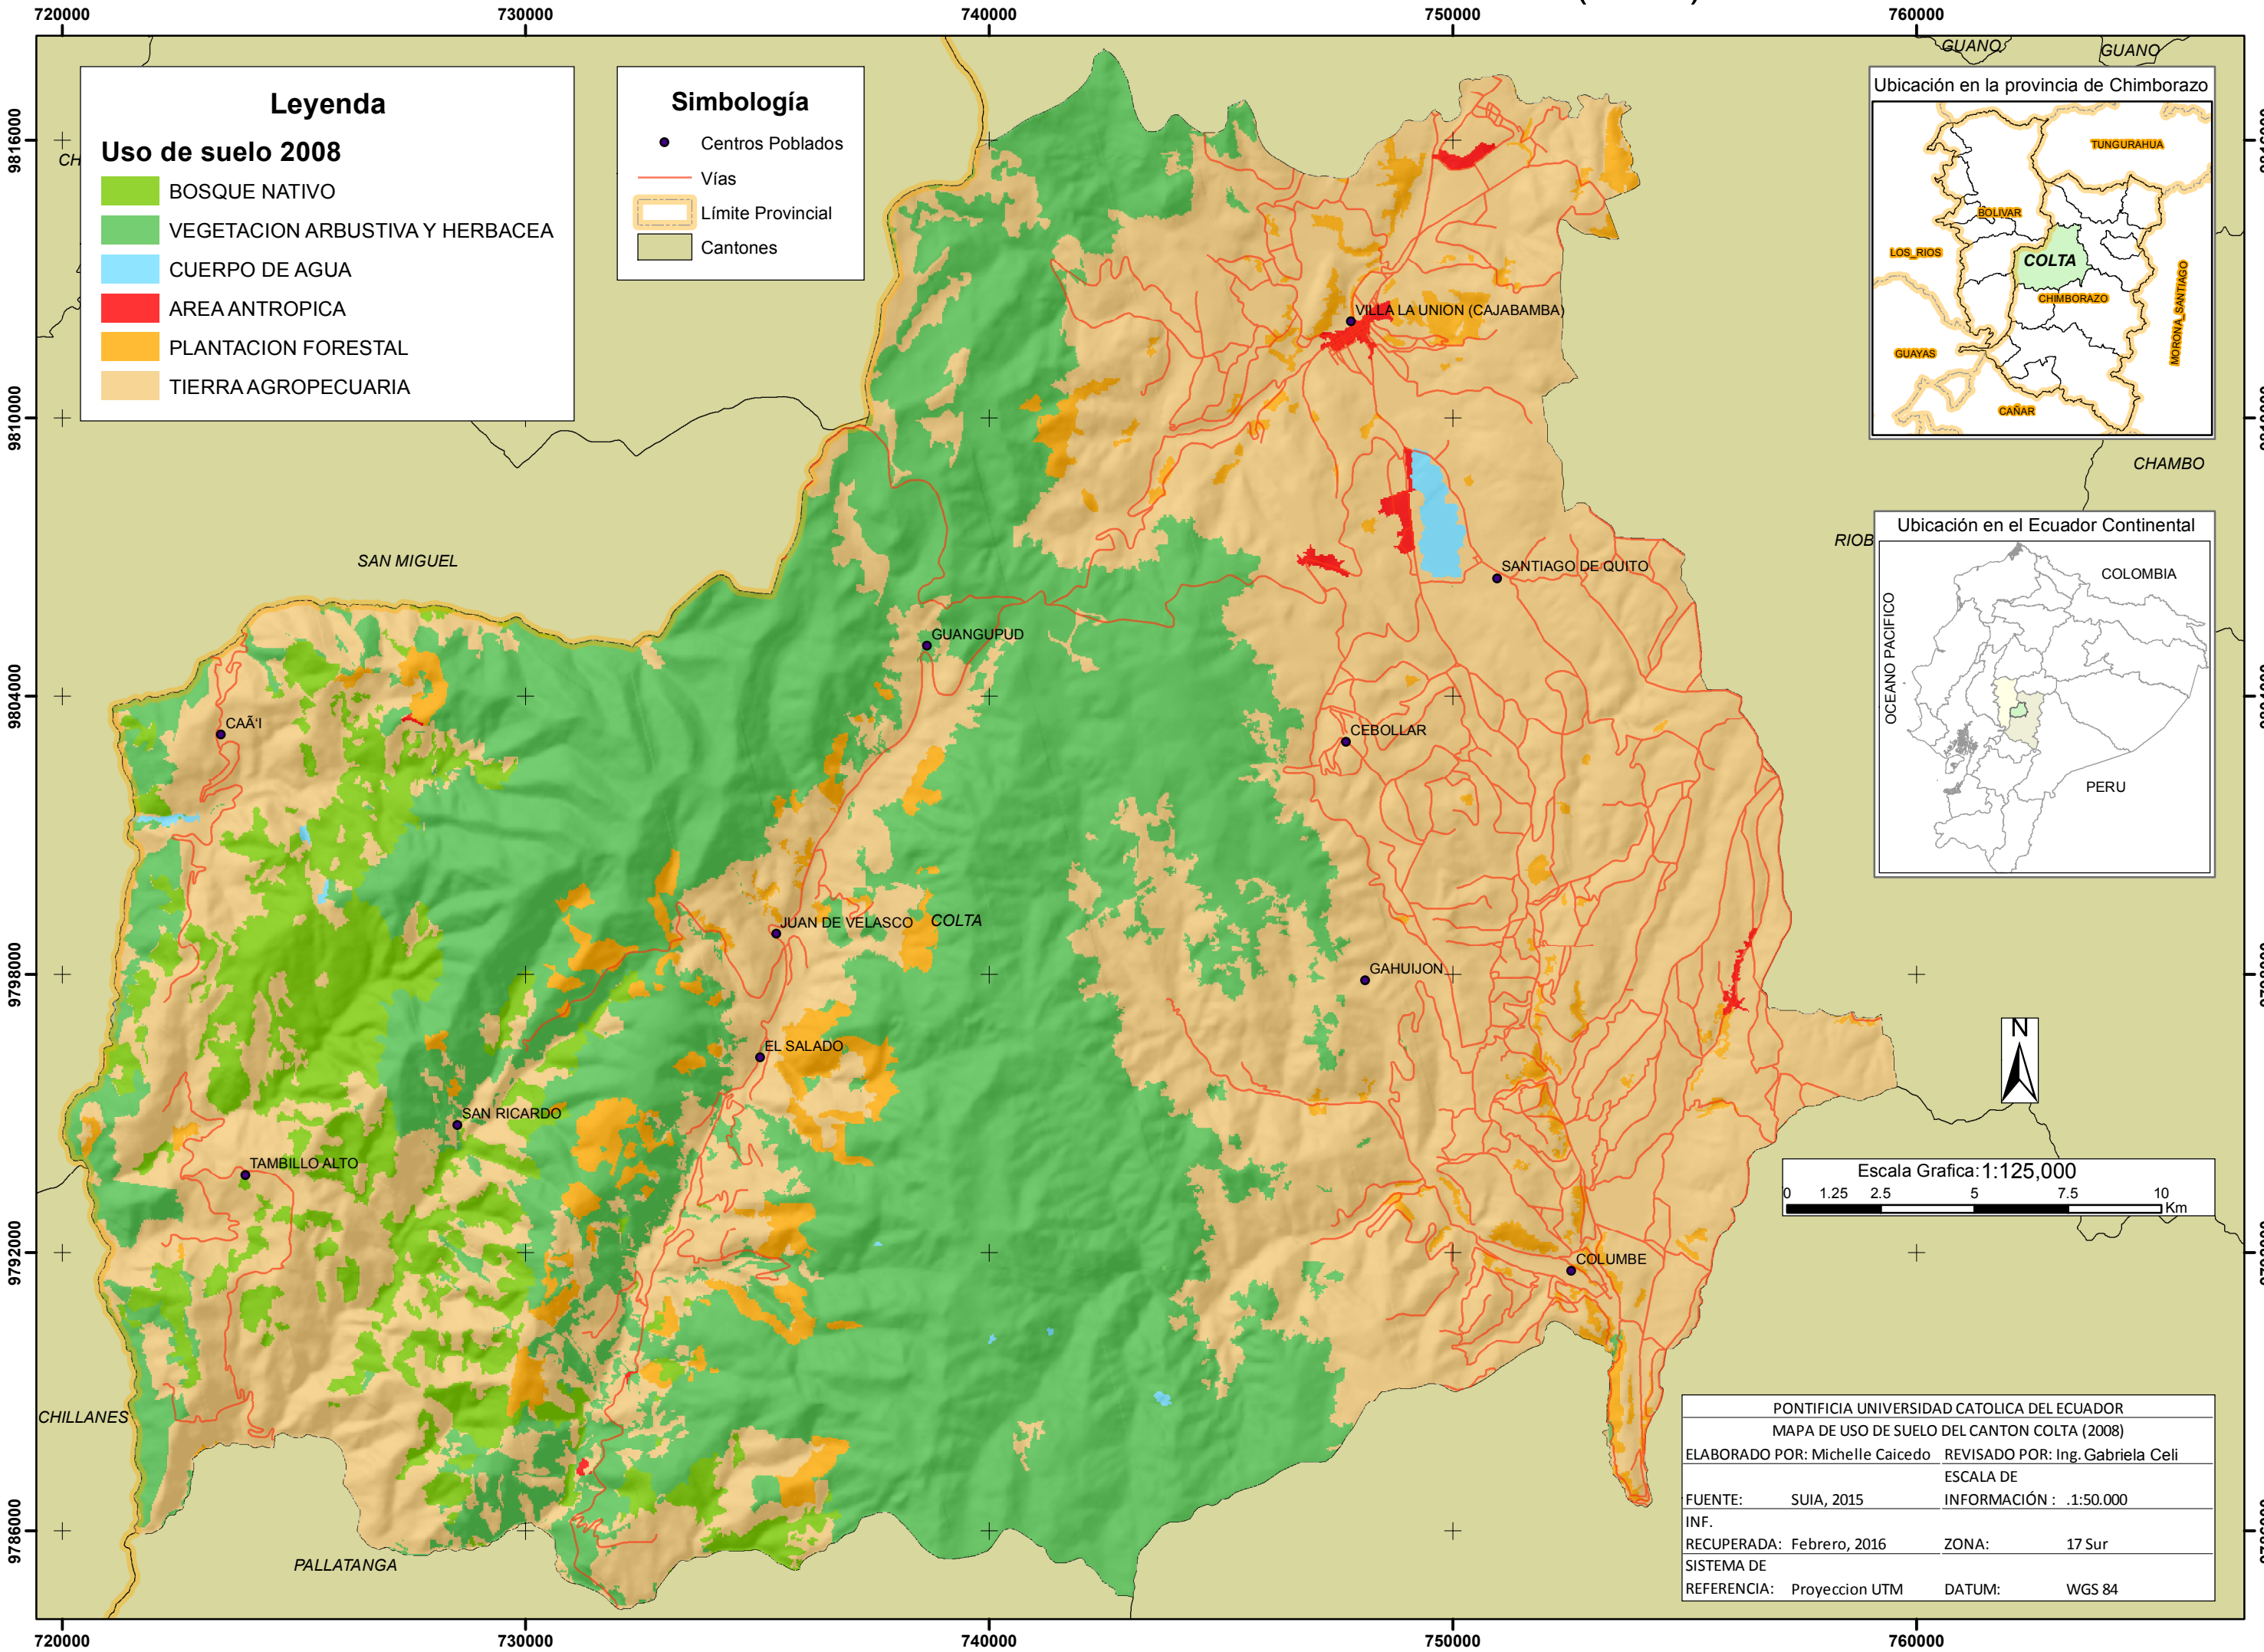 720000
730000
740000
750000
760000
GUANO
GUANO
Leyenda
Uso de suelo 2008
BOSQUE NATIVO
VEGETACION ARBUSTIVA Y HERBACEA
CUERPO DE AGUA
AREA ANTROPICA
PLANTACION FORESTAL
TIERRA AGROPECUARIA
Simbología
Centros Poblados
Vías
Límite Provincial
Cantones
Ubicación en la provincia de Chimborazo
TUNGURAHUA
BOLIVAR
LOS_RIOS
COLTA
CHIMBORAZO
MORONA_SANTIAGO
GUAYAS
CAÑAR
9816000
CH
9810000
9804000
9798000
9792000
9786000
VILLA LA UNION (CAJABAMBA)
CHAMBO
Ubicación en el Ecuador Continental
RIOB
COLOMBIA
OCEANO PACIFICO
PERU
SAN MIGUEL
SANTIAGO DE QUITO
GUANGUPUD
CAÃ‘I
CEBOLLAR
JUAN DE VELASCO
COLTA
GAHUIJON
EL SALADO
SAN RICARDO
TAMBILLO ALTO
COLUMBE
N
Escala Grafica:1:125,000
0 1.25 2.5 5 7.5 10
Km
CHILLANES
PALLATANGA
PONTIFICIA UNIVERSIDAD CATOLICA DEL ECUADOR
MAPA DE USO DE SUELO DEL CANTON COLTA (2008)
ELABORADO POR: Michelle Caicedo REVISADO POR: Ing. Gabriela Celi
ESCALA DE
FUENTE: SUIA, 2015 INFORMACIÓN : .1:50.000
INF.
RECUPERADA: Febrero, 2016 ZONA: 17 Sur
SISTEMA DE
REFERENCIA: Proyeccion UTM DATUM: WGS 84
720000
730000
740000
750000
760000